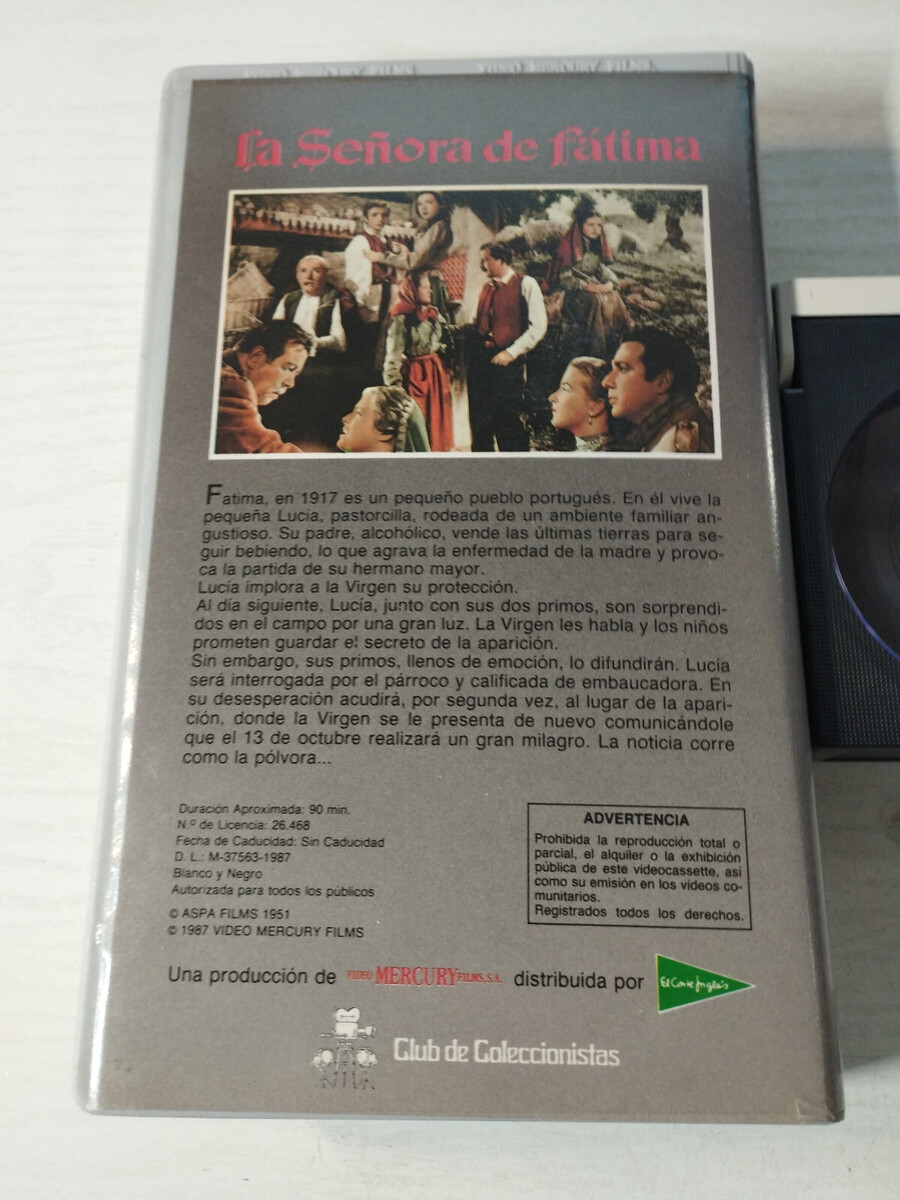 VIDEO MERCURY FILMS VIDEO MERCURY FILMS
La Señora de Fátima
Fatima, en 1917 es un pequeño pueblo portugués. En él vive la
pequeña Lucía, pastorcilla, rodeada de un ambiente familiar an-
gustioso. Su padre, alcohólico, vende las últimas tierras para se-
guir bebiendo, lo que agrava la enfermedad de la madre y provo-
ca la partida de su hermano mayor.
Lucía implora a la Virgen su protección.
Al día siguiente, Lucía, junto con sus dos primos, son sorprendi-
dos en el campo por una gran luz. La Virgen les habla y los niños
prometen guardar el secreto de la aparición.
Sin embargo, sus primos, llenos de emoción, lo difundirán. Lucía
será interrogada por el párroco y calificada de embaucadora. En
su desesperación acudirá, por segunda vez, al lugar de la apari-
ción, donde la Virgen se le presenta de nuevo comunicándole
que el 13 de octubre realizará un gran milagro. La noticia corre
como la pólvora...
Duración Aproximada: 90 min.
N.º de Licencia: 26.468
Fecha de Caducidad: Sin Caducidad
D. L.: M-37563-1987
Blanco y Negro
Autorizada para todos los públicos
© ASPA FILMS 1951
© 1987 VIDEO MERCURY FILMS
ADVERTENCIA
Prohibida la reproducción total o
parcial, el alquiler o la exhibición
pública de este videocassette, así
como su emisión en los vídeos co-
munitarios.
Registrados todos los derechos.
Una producción de VIDEO MERCURY FILMS, S.A. distribuida por El Corte Inglés
Club de Coleccionistas